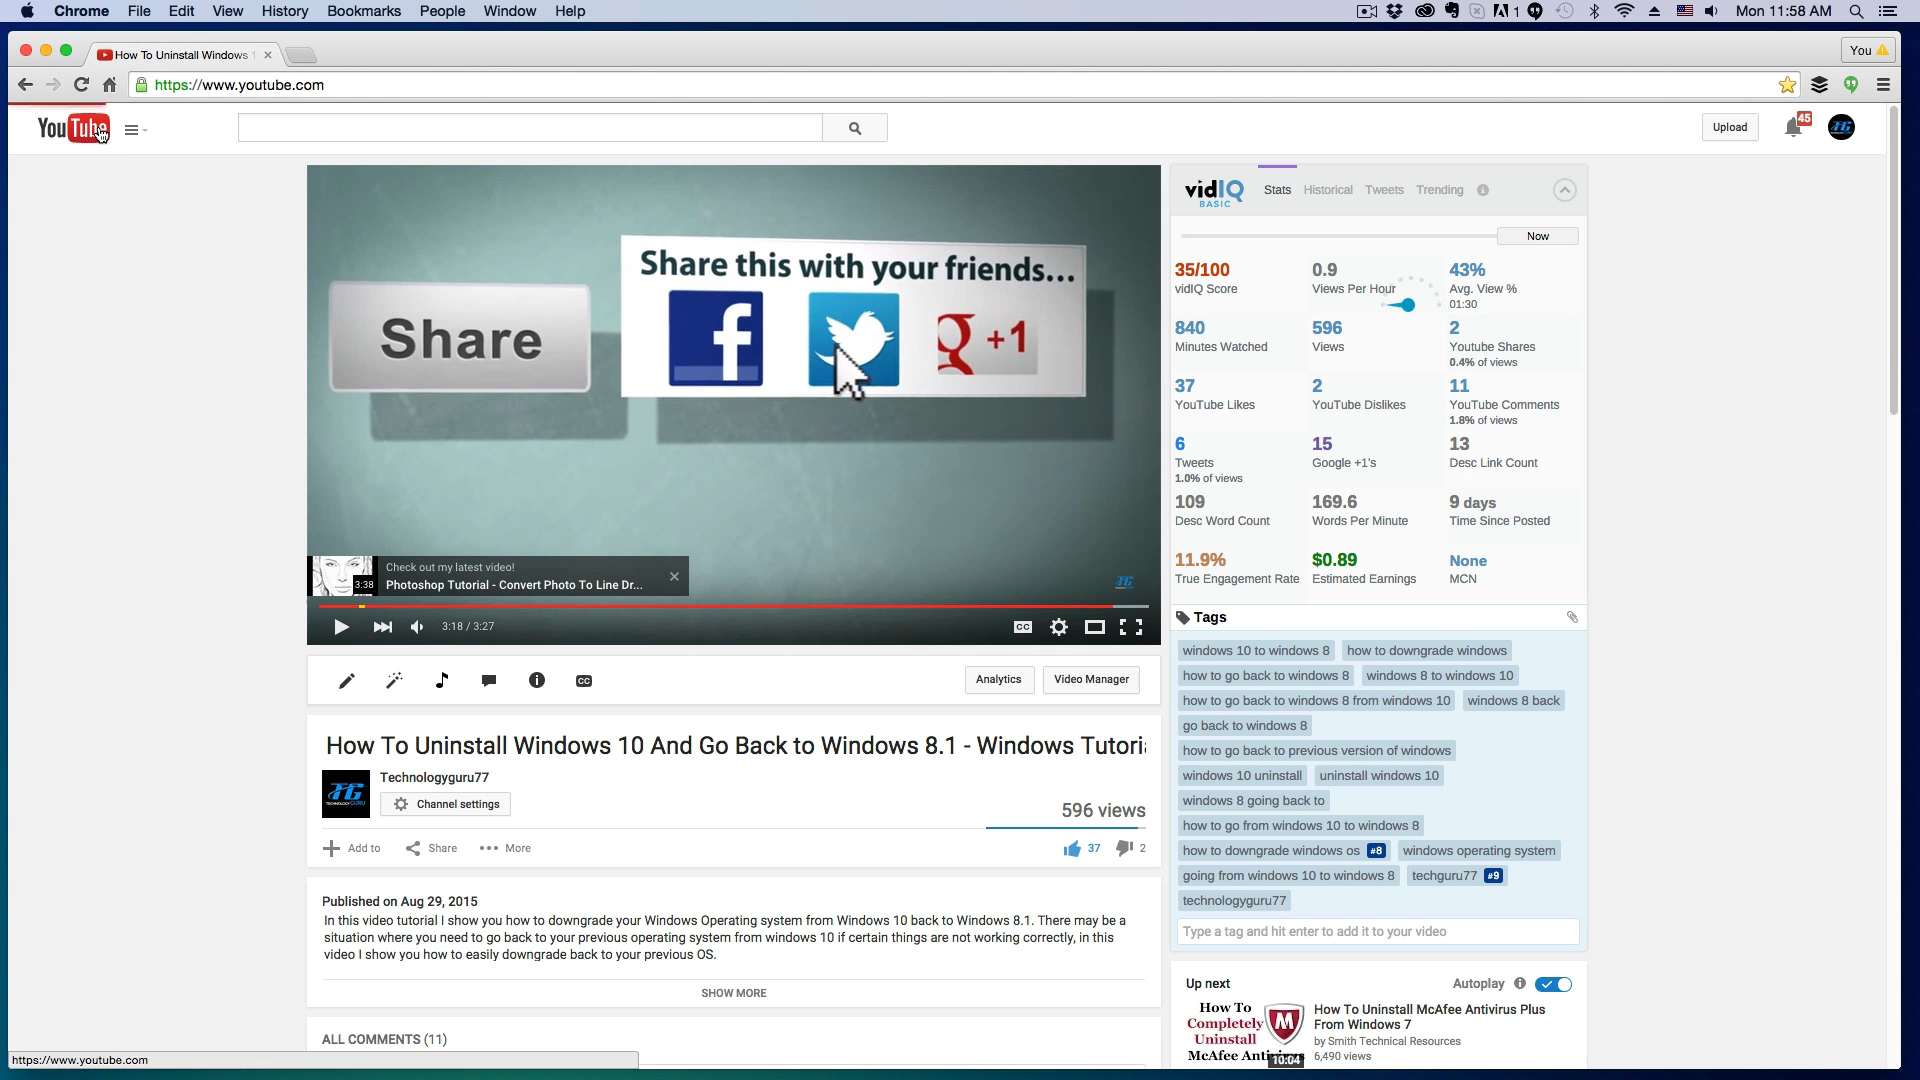 Chrome File Edit View History Bookmarks People Window Help
1 Mon 11:58 AM
How To Uninstall Windows
You
https://www.youtube.com
YouTube
Upload
45
Share
Share this with your friends...
f
g +1
Check out my latest video!
3:38 Photoshop Tutorial - Convert Photo To Line Dr...
TG
3:18 / 3:27
CC
CC
Analytics Video Manager
How To Uninstall Windows 10 And Go Back to Windows 8.1 - Windows Tutori
TG
TECHNOLOGY GURU
Technologyguru77
Channel settings
596 views
Add to Share More
37 2
Published on Aug 29, 2015
In this video tutorial I show you how to downgrade your Windows Operating system from Windows 10 back to Windows 8.1. There may be a
situation where you need to go back to your previous operating system from windows 10 if certain things are not working correctly, in this
video I show you how to easily downgrade back to your previous OS.
SHOW MORE
ALL COMMENTS (11)
https://www.youtube.com
vidIQ
BASIC
Stats Historical Tweets Trending
Now
35/100 0.9 43%
vidIQ Score Views Per Hour Avg. View %
01:30
840 596 2
Minutes Watched Views Youtube Shares
0.4% of views
37 2 11
YouTube Likes YouTube Dislikes YouTube Comments
1.8% of views
6 15 13
Tweets Google +1's Desc Link Count
1.0% of views
109 169.6 9 days
Desc Word Count Words Per Minute Time Since Posted
11.9% $0.89 None
True Engagement Rate Estimated Earnings MCN
Tags
windows 10 to windows 8 how to downgrade windows
how to go back to windows 8 windows 8 to windows 10
how to go back to windows 8 from windows 10 windows 8 back
go back to windows 8
how to go back to previous version of windows
windows 10 uninstall uninstall windows 10
windows 8 going back to
how to go from windows 10 to windows 8
how to downgrade windows os #8 windows operating system
going from windows 10 to windows 8 techguru77 #9
technologyguru77
Type a tag and hit enter to add it to your video
Up next Autoplay
How To
Completely
Uninstall
McAfee
10:04
How To Uninstall McAfee Antivirus Plus
From Windows 7
by Smith Technical Resources
6,490 views